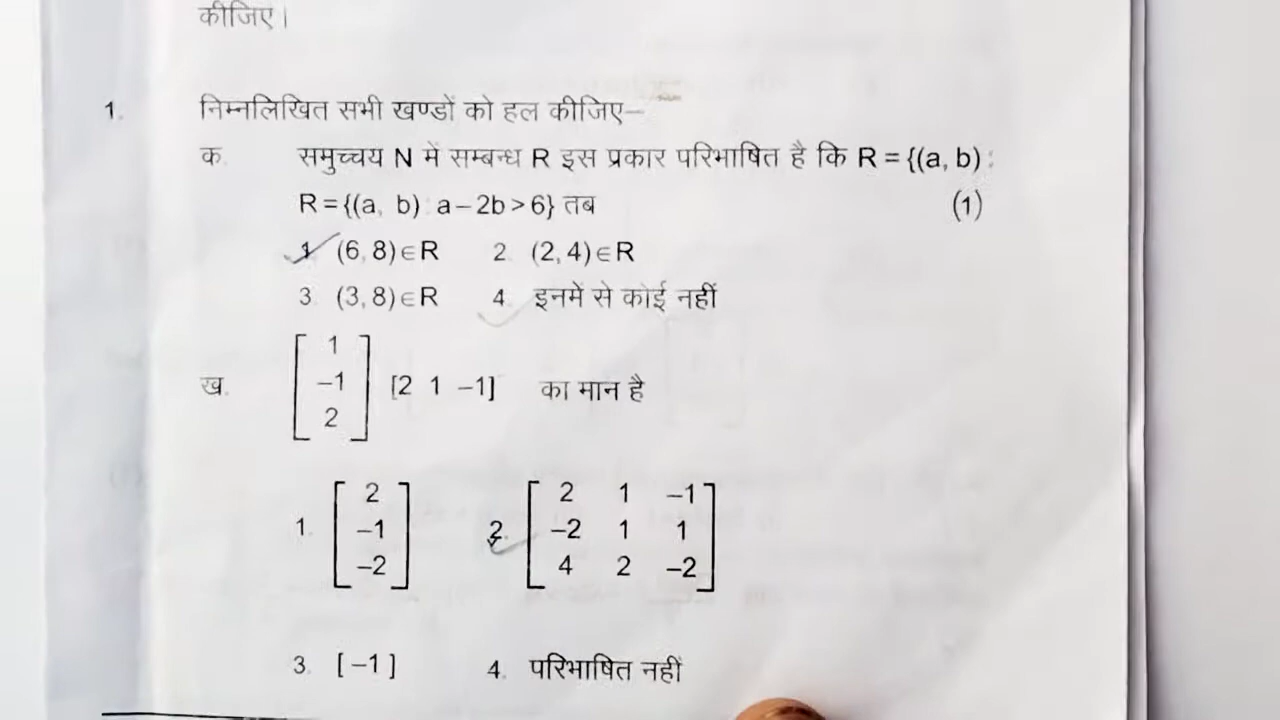 कीजिए।
1. निम्नलिखित सभी खण्डों को हल कीजिए–
क. समुच्चय N में सम्बन्ध R इस प्रकार परिभाषित है कि R = {(a, b) :
R = {(a, b) : a – 2b > 6} तब (1)
1. (6, 8) ∈ R 2. (2, 4) ∈ R
3. (3, 8) ∈ R 4. इनमें से कोई नहीं
1
ख. –1 [2 1 –1] का मान है
2
2 2 1 –1
1. –1 2. –2 1 1
–2 4 2 –2
3. [ –1 ] 4. परिभाषित नहीं